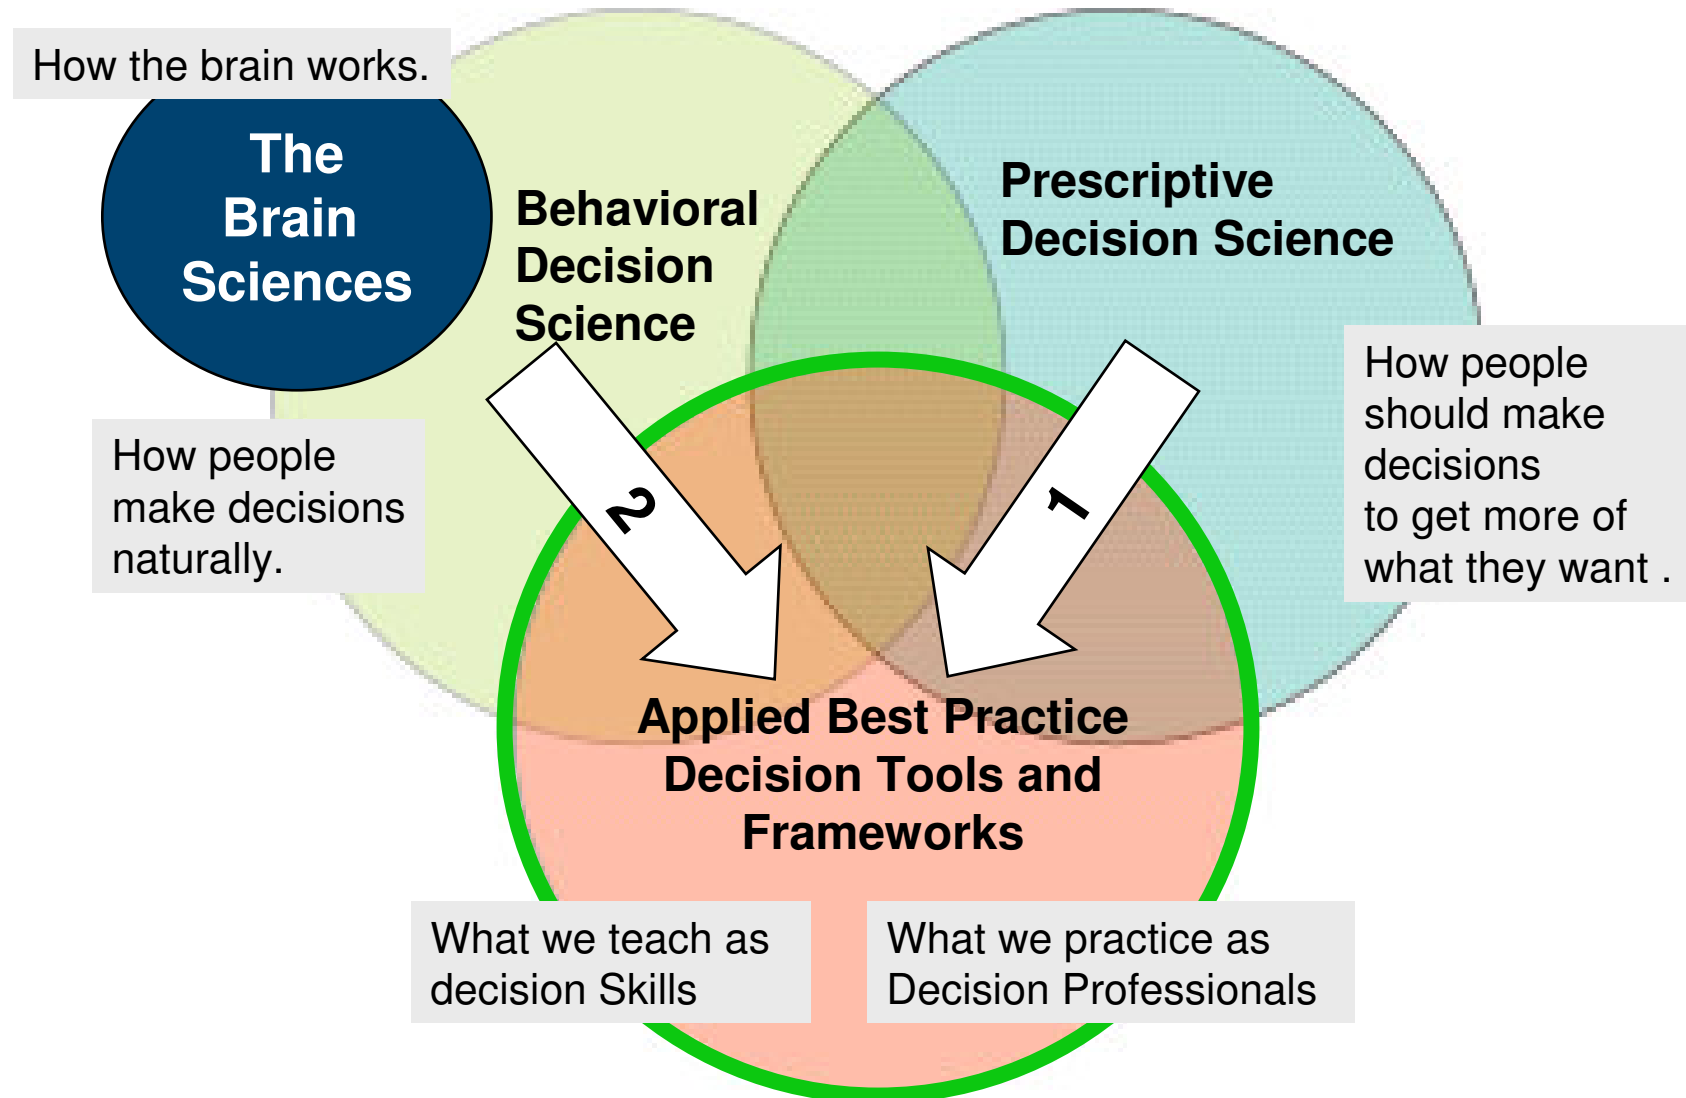 How the brain works.
The
Brain
Sciences
Behavioral
Decision
Science
Prescriptive
Decision Science
How people
make decisions
naturally.
How people
should make
decisions
to get more of
what they want .
2
1
Applied Best Practice
Decision Tools and
Frameworks
What we teach as
decision Skills
What we practice as
Decision Professionals